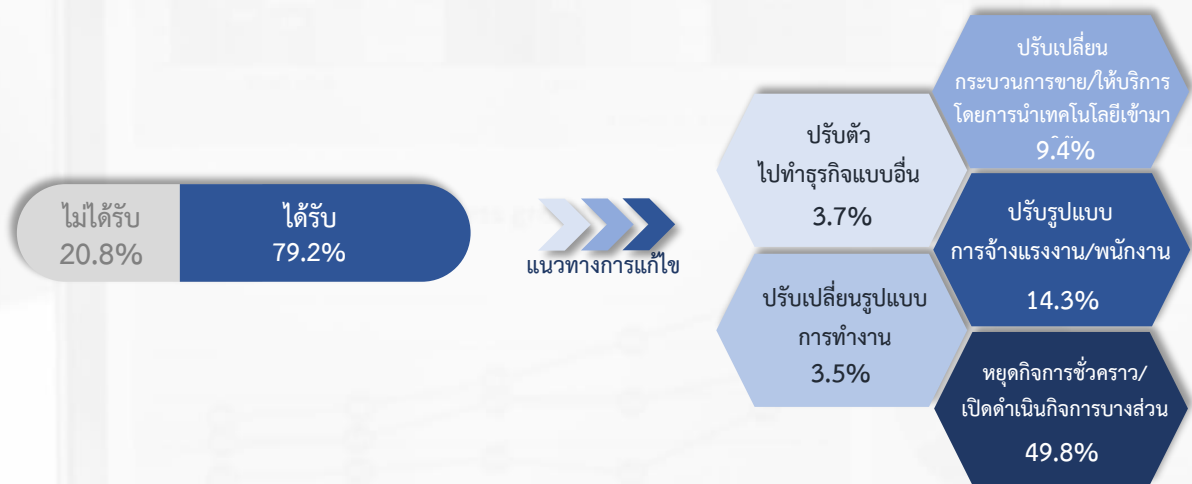 ไม่ได้รับ
20.8%
ได้รับ
79.2%
แนวทางการแก้ไข
ปรับตัว
ไปทำธุรกิจแบบอื่น
3.7%
ปรับเปลี่ยนรูปแบบ
การทำงาน
3.5%
ปรับเปลี่ยน
กระบวนการขาย/ให้บริการ
โดยการนำเทคโนโลยีเข้ามา
9.4%
ปรับรูปแบบ
การจ้างแรงงาน/พนักงาน
14.3%
หยุดกิจการชั่วคราว/
เปิดดำเนินกิจการบางส่วน
49.8%